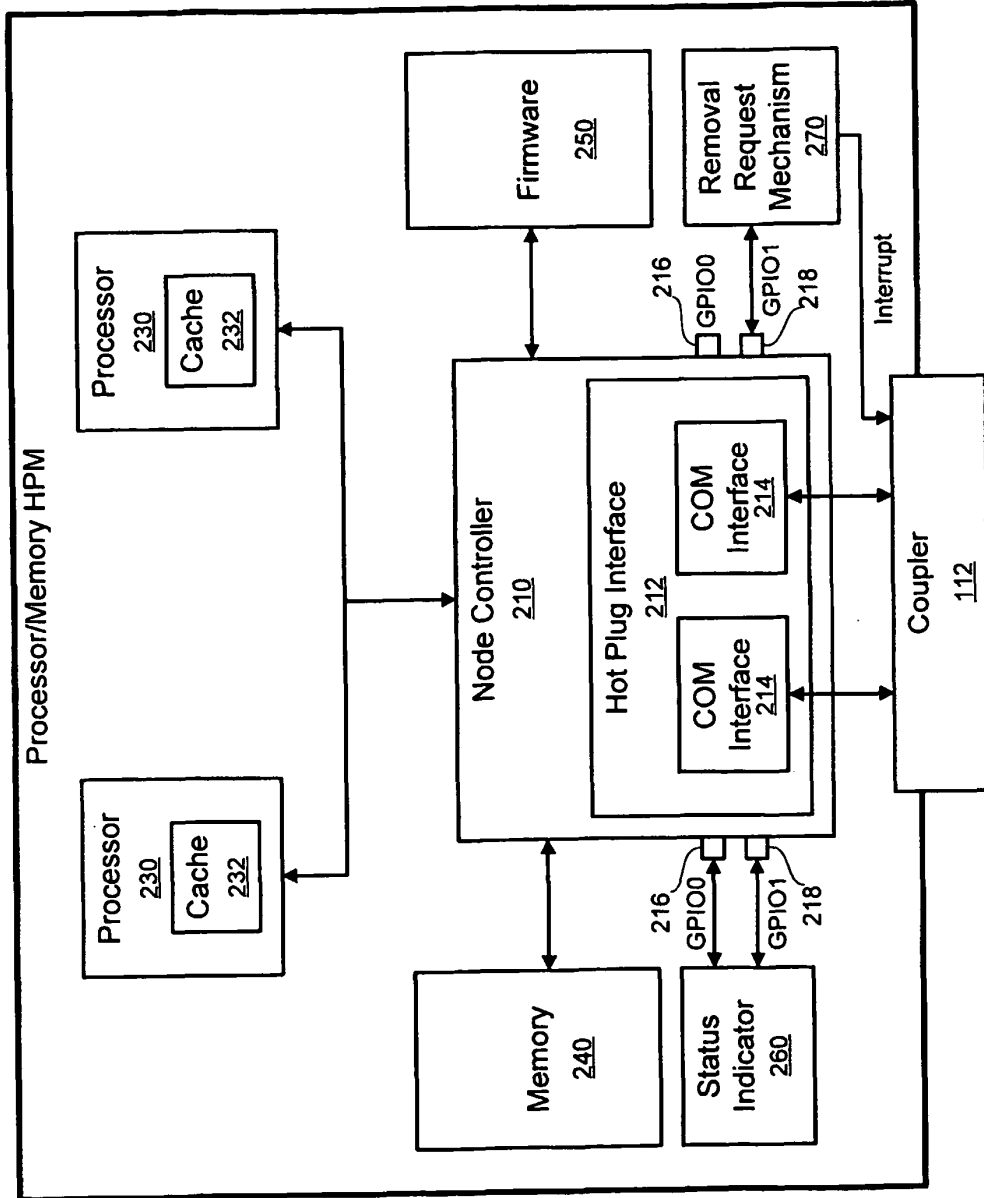 Processor/Memory HPM
Processor
230
Cache
232
Processor
230
Cache
232
Memory
240
Node Controller
210
Firmware
250
Hot Plug Interface
212
COM
Interface
214
COM
Interface
214
216
GPIO0
GPIO1
218
216
GPIO0
GPIO1
218
Status
Indicator
260
Removal
Request
Mechanism
270
Interrupt
Coupler
112